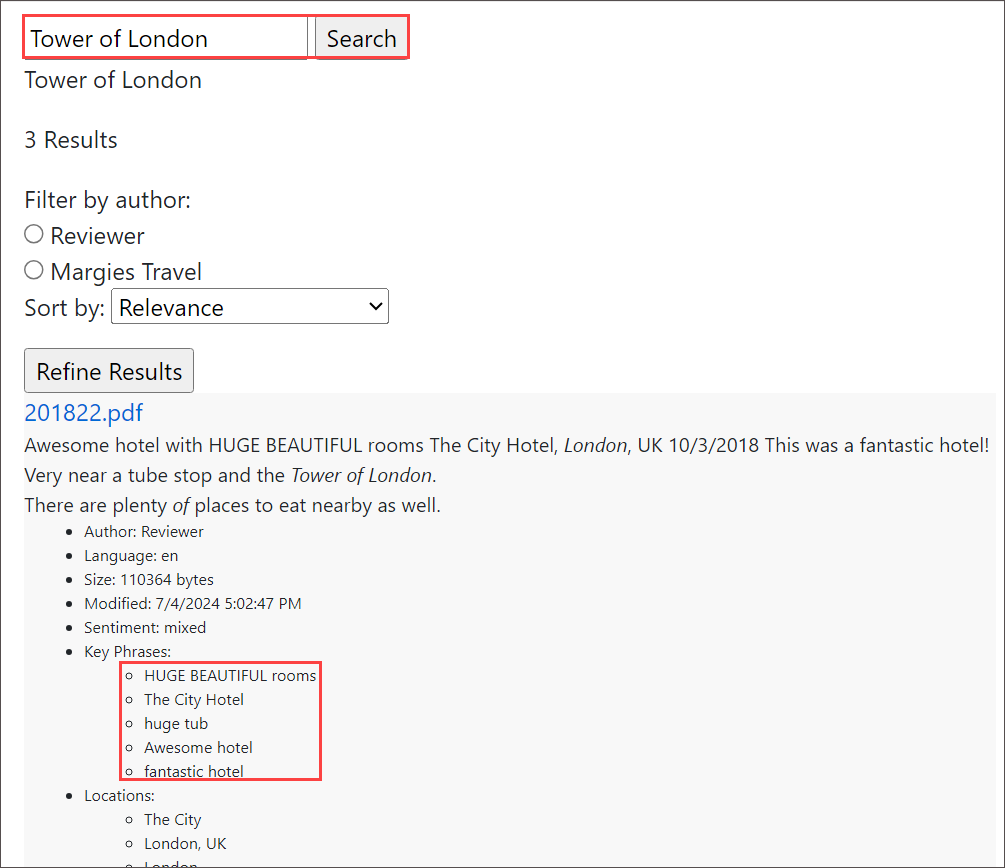 Tower of London Search
Tower of London
3 Results
Filter by author:
Reviewer
Margies Travel
Sort by: Relevance
Refine Results
201822.pdf
Awesome hotel with HUGE BEAUTIFUL rooms The City Hotel, London, UK 10/3/2018 This was a fantastic hotel!
Very near a tube stop and the Tower of London.
There are plenty of places to eat nearby as well.
Author: Reviewer
Language: en
Size: 110364 bytes
Modified: 7/4/2024 5:02:47 PM
Sentiment: mixed
Key Phrases:
HUGE BEAUTIFUL rooms
The City Hotel
huge tub
Awesome hotel
fantastic hotel
Locations:
The City
London, UK
London